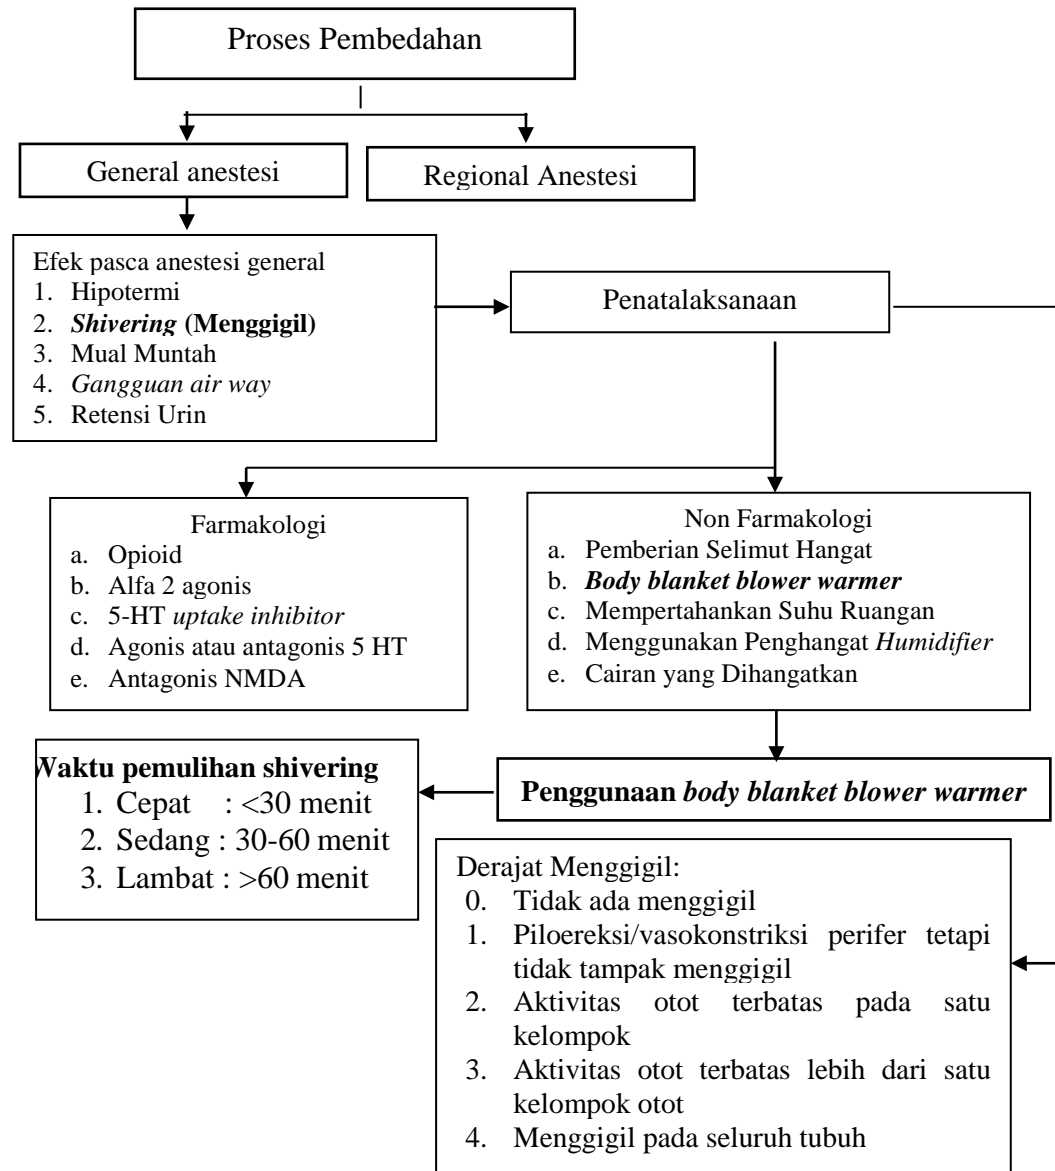 Proses Pembedahan
General anestesi
Regional Anestesi
Efek pasca anestesi general
1. Hipotermi
2. Shivering (Menggigil)
3. Mual Muntah
4. Gangguan air way
5. Retensi Urin
Penatalaksanaan
Farmakologi
a. Opioid
b. Alfa 2 agonis
c. 5-HT uptake inhibitor
d. Agonis atau antagonis 5 HT
e. Antagonis NMDA
Non Farmakologi
a. Pemberian Selimut Hangat
b. Body blanket blower warmer
c. Mempertahankan Suhu Ruangan
d. Menggunakan Penghangat Humidifier
e. Cairan yang Dihangatkan
Waktu pemulihan shivering
1. Cepat : <30 menit
2. Sedang : 30-60 menit
3. Lambat : >60 menit
Penggunaan body blanket blower warmer
Derajat Menggigil:
0. Tidak ada menggigil
1. Piloereksi/vasokonstriksi perifer tetapi
tidak tampak menggigil
2. Aktivitas otot terbatas pada satu
kelompok
3. Aktivitas otot terbatas lebih dari satu
kelompok otot
4. Menggigil pada seluruh tubuh